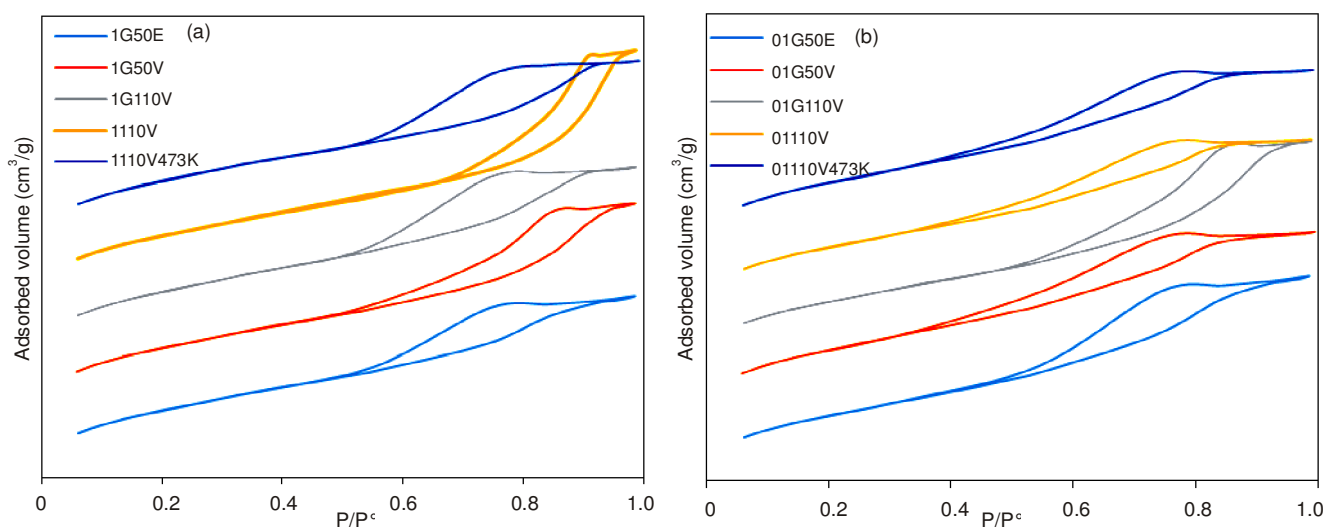 (a)
1G50E
1G50V
1G110V
1110V
1110V473K
Adsorbed volume (cm³/g)
0
0.2
0.4
0.6
0.8
1.0
P/P°
(b)
01G50E
01G50V
01G110V
01110V
01110V473K
Adsorbed volume (cm³/g)
0
0.2
0.4
0.6
0.8
1.0
P/P°